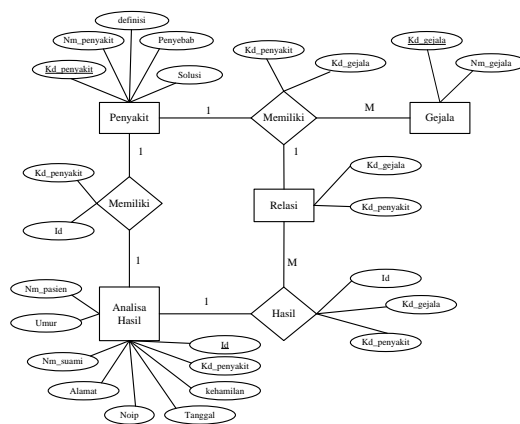 definisi
Nm_penyakit
Penyebab
Kd_penyakit
Solusi
Kd_penyakit
Kd_gejala
Kd_gejala
Nm_gejala
Penyakit
1
Memiliki
M
Gejala
1
1
Kd_penyakit
Memiliki
Id
Relasi
Kd_gejala
Kd_penyakit
1
M
Nm_pasien
Umur
Analisa
Hasil
1
Hasil
Id
Kd_gejala
Kd_penyakit
Nm_suami
Alamat
Noip
Tanggal
kehamilan
Kd_penyakit
Id